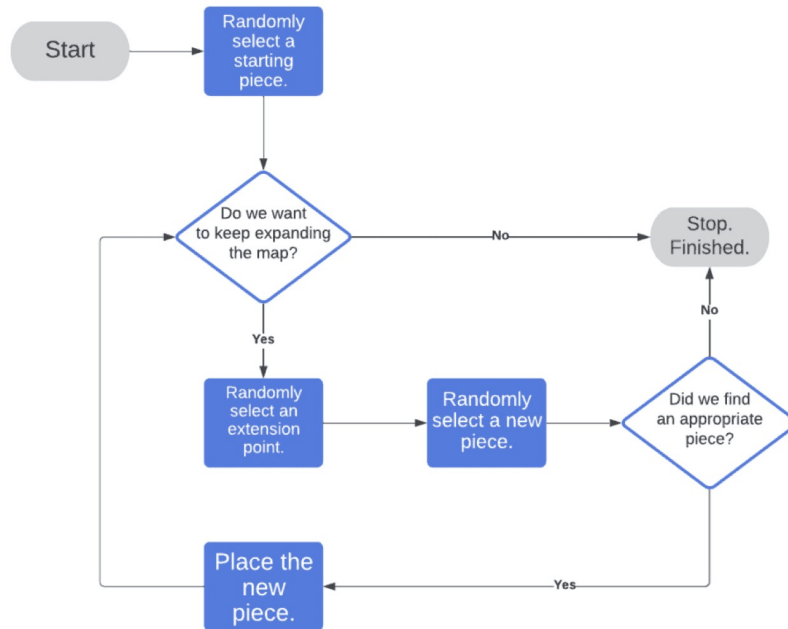 Start
Randomly
select a
starting
piece.
Do we want
to keep expanding
the map?
No
Stop.
Finished.
Yes
No
Randomly
select an
extension
point.
Randomly
select a new
piece.
Did we find
an appropriate
piece?
Place the
new
piece.
Yes